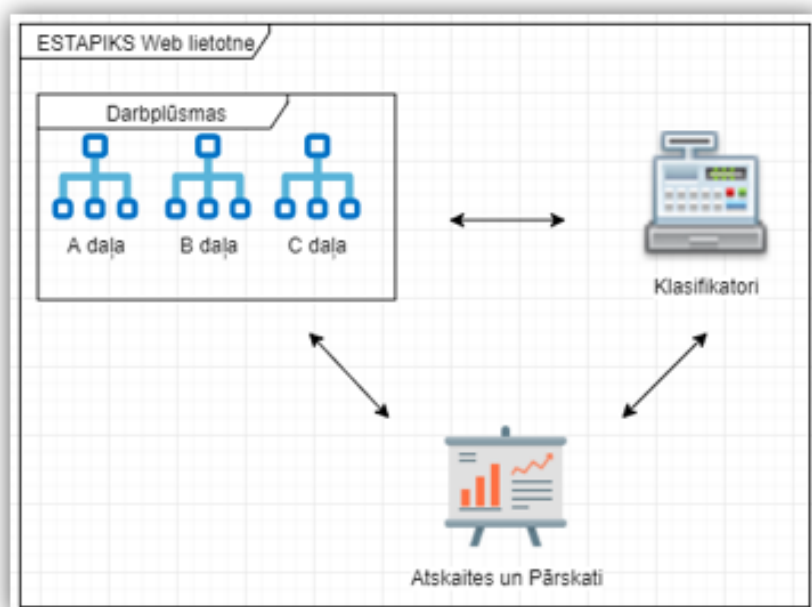 ESTAPIKS Web lietotne
Darbplūsmas
A daļa
B daļa
C daļa
Klasifikatori
Atskaites un Pārskati